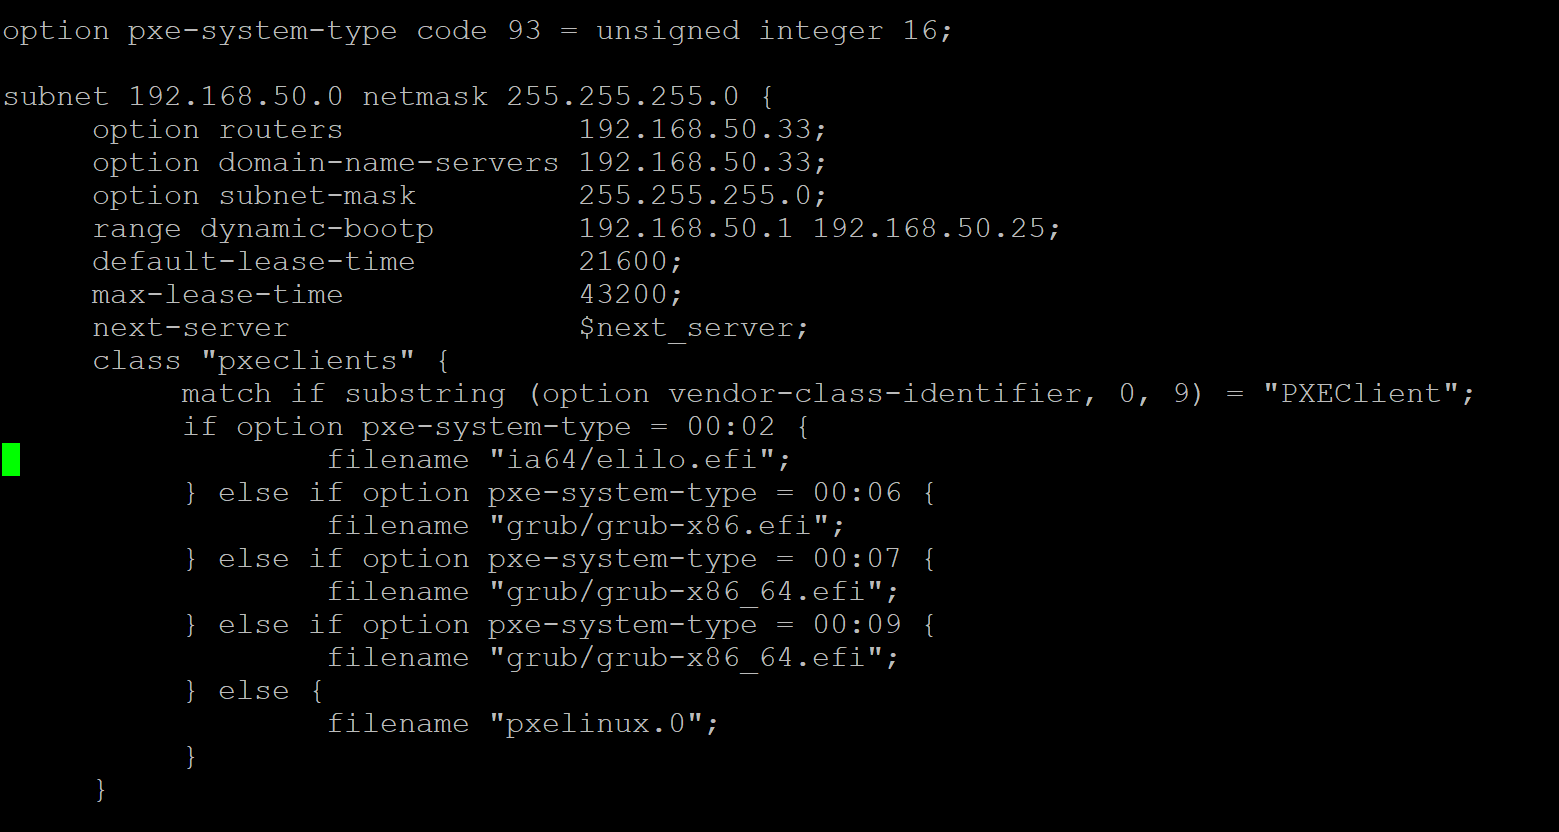 option pxe-system-type code 93 = unsigned integer 16;
subnet 192.168.50.0 netmask 255.255.255.0 {
option routers 192.168.50.33;
option domain-name-servers 192.168.50.33;
option subnet-mask 255.255.255.0;
range dynamic-bootp 192.168.50.1 192.168.50.25;
default-lease-time 21600;
max-lease-time 43200;
next-server $next_server;
class "pxeclients" {
match if substring (option vendor-class-identifier, 0, 9) = "PXEClient";
if option pxe-system-type = 00:02 {
filename "ia64/elilo.efi";
} else if option pxe-system-type = 00:06 {
filename "grub/grub-x86.efi";
} else if option pxe-system-type = 00:07 {
filename "grub/grub-x86_64.efi";
} else if option pxe-system-type = 00:09 {
filename "grub/grub-x86_64.efi";
} else {
filename "pxelinux.0";
}
}